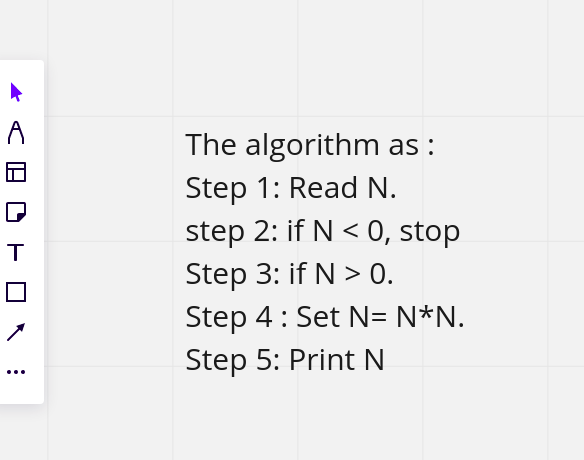 The algorithm as :
Step 1: Read N.
step 2: if N < 0, stop
Step 3: if N > 0.
Step 4 : Set N= N*N.
Step 5: Print N